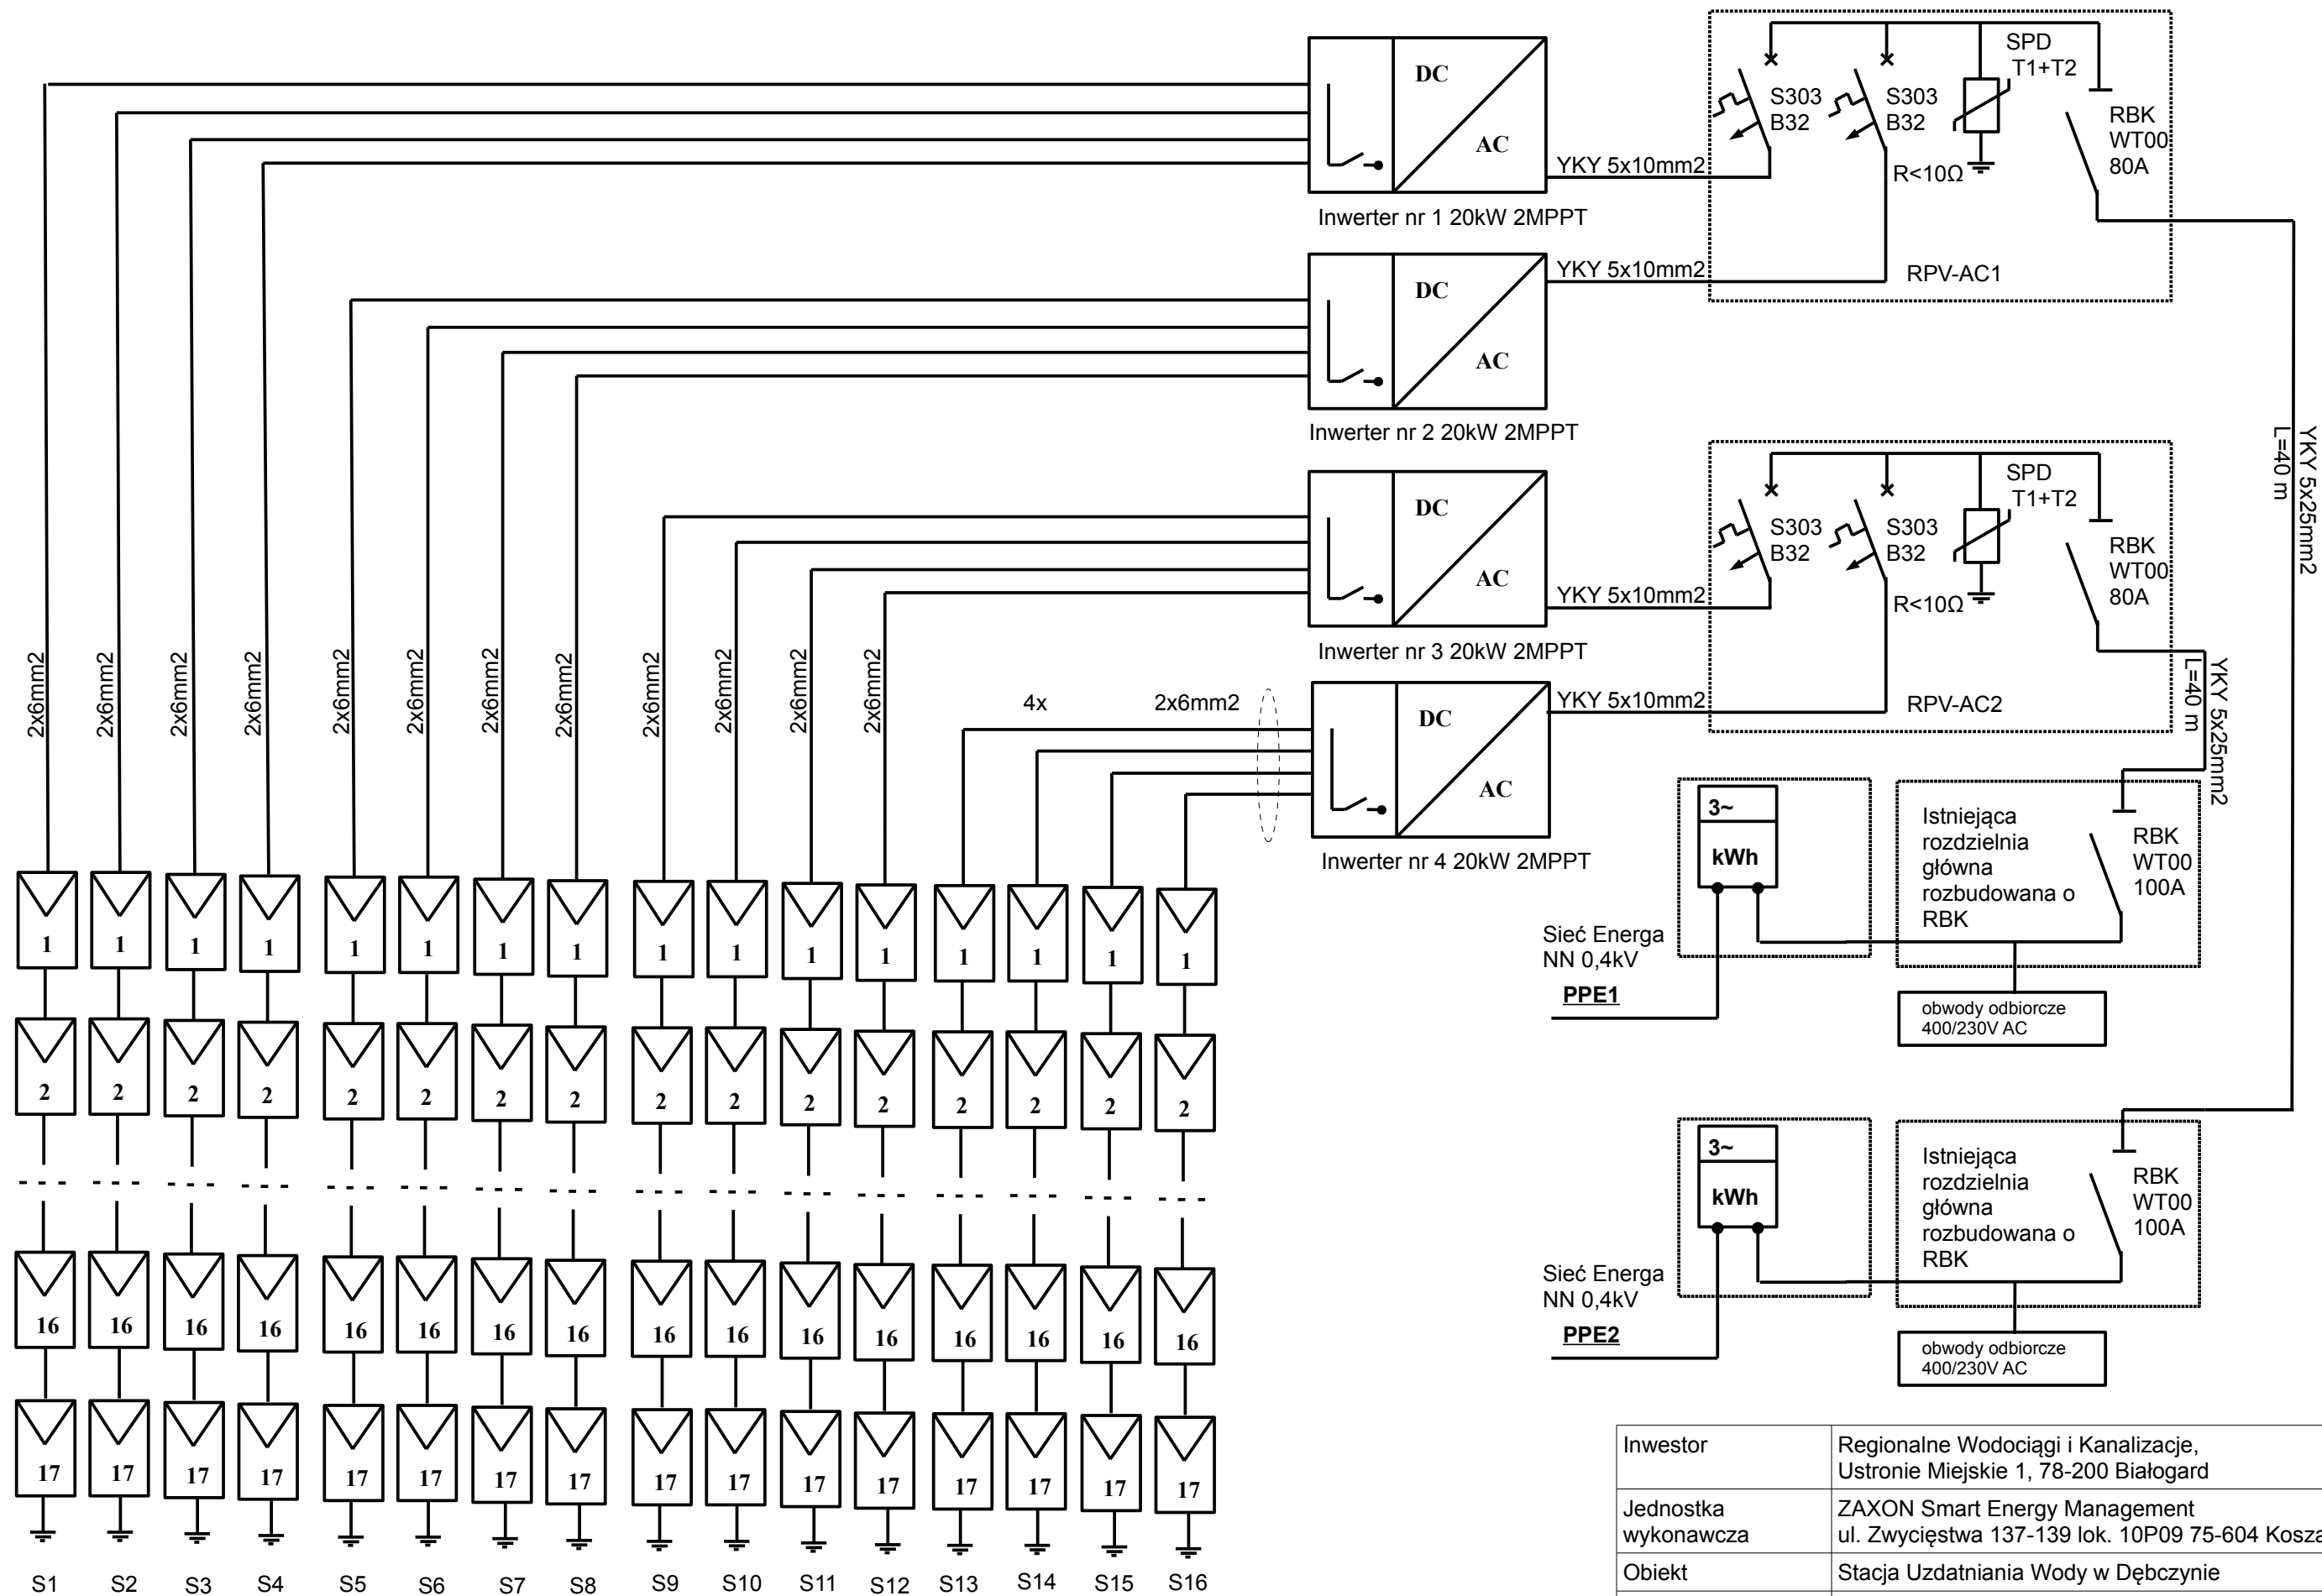 DC
AC
Inwerter nr 1 20kW 2MPPT
YKY 5x10mm2
S303
B32
S303
B32
SPD
T1+T2
R<10Ω
RBK
WT00
80A
RPV-AC1
DC
AC
Inwerter nr 2 20kW 2MPPT
YKY 5x10mm2
YKY 5x25mm2
L=40 m
DC
AC
Inwerter nr 3 20kW 2MPPT
YKY 5x10mm2
S303
B32
S303
B32
SPD
T1+T2
R<10Ω
RBK
WT00
80A
RPV-AC2
YKY 5x25mm2
L=40 m
4x 2x6mm2
DC
AC
Inwerter nr 4 20kW 2MPPT
YKY 5x10mm2
2x6mm2
2x6mm2
2x6mm2
2x6mm2
2x6mm2
2x6mm2
2x6mm2
2x6mm2
2x6mm2
2x6mm2
2x6mm2
2x6mm2
1 1 1 1 1 1 1 1 1 1 1 1 1 1 1 1
2 2 2 2 2 2 2 2 2 2 2 2 2 2 2 2
16 16 16 16 16 16 16 16 16 16 16 16 16 16 16 16
17 17 17 17 17 17 17 17 17 17 17 17 17 17 17 17
S1 S2 S3 S4 S5 S6 S7 S8 S9 S10 S11 S12 S13 S14 S15 S16
3~
kWh
Istniejąca
rozdzielnia
główna
rozbudowana o
RBK
RBK
WT00
100A
Sieć Energa
NN 0,4kV
PPE1
obwody odbiorcze
400/230V AC
3~
kWh
Istniejąca
rozdzielnia
główna
rozbudowana o
RBK
RBK
WT00
100A
Sieć Energa
NN 0,4kV
PPE2
obwody odbiorcze
400/230V AC
Inwestor
Regionalne Wodociągi i Kanalizacje,
Ustronie Miejskie 1, 78-200 Białogard
Jednostka
wykonawcza
ZAXON Smart Energy Management
ul. Zwycięstwa 137-139 lok. 10P09 75-604 Kosza
Obiekt
Stacja Uzdatniania Wody w Dębczynie